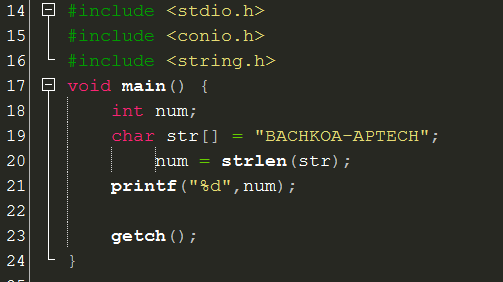 14 #include <stdio.h>
15 #include <conio.h>
16 #include <string.h>
17 void main() {
18 int num;
19 char str[] = "BACHKOA-APTECH";
20 num = strlen(str);
21 printf("%d",num);
22
23 getch();
24 }